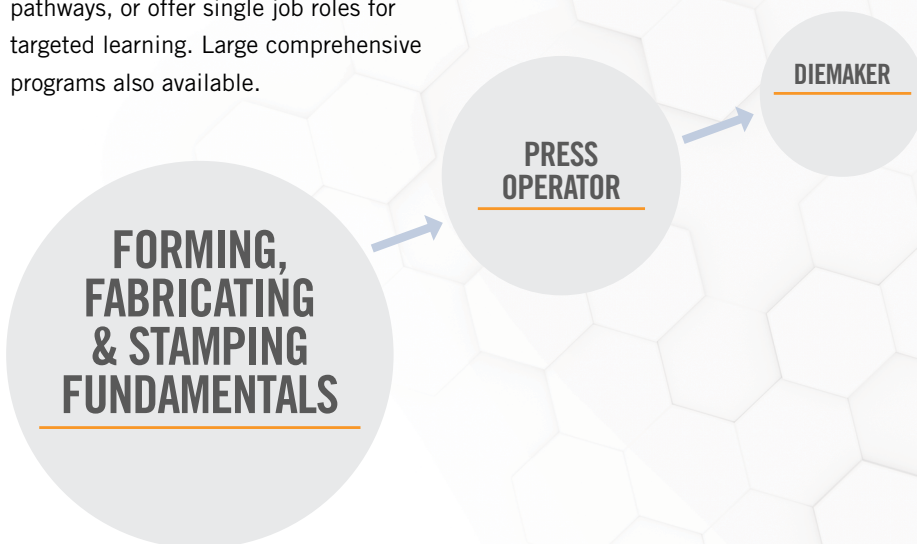 pathways, or offer single job roles for
targeted learning. Large comprehensive
programs also available.
DIEMAKER
PRESS
OPERATOR
FORMING,
FABRICATING
& STAMPING
FUNDAMENTALS